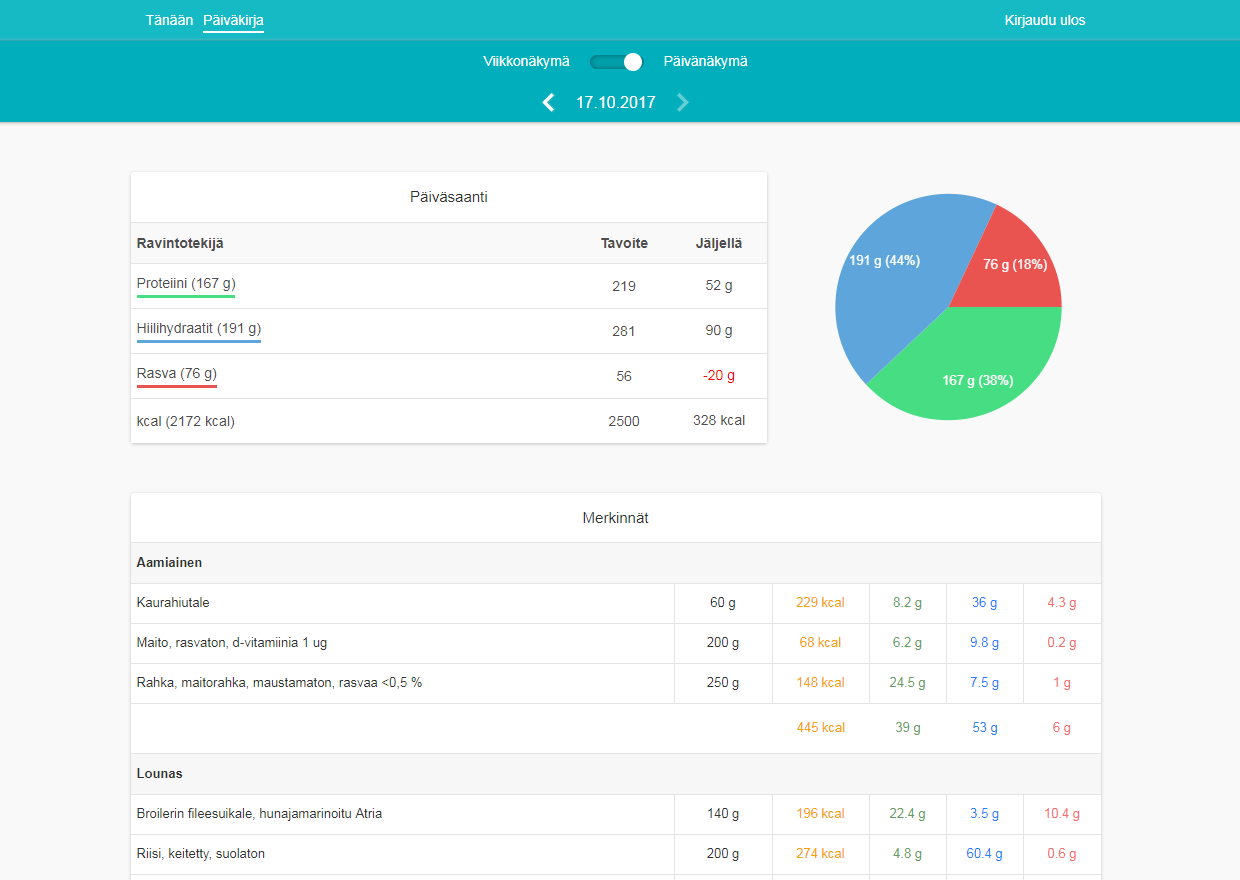 Tänään Päiväkirja Kirjaudu ulos
Viikkonäkymä Päivänäkymä
17.10.2017
Päiväsaanti
Ravintotekijä Tavoite Jäljellä
Proteiini (167 g) 219 52 g
Hiilihydraatit (191 g) 281 90 g
Rasva (76 g) 56 -20 g
kcal (2172 kcal) 2500 328 kcal
191 g (44%)
76 g (18%)
167 g (38%)
Merkinnät
Aamiainen
Kaurahiutale 60 g 229 kcal 8.2 g 36 g 4.3 g
Maito, rasvaton, d-vitamiinia 1 ug 200 g 68 kcal 6.2 g 9.8 g 0.2 g
Rahka, maitorahka, maustamaton, rasvaa <0,5 % 250 g 148 kcal 24.5 g 7.5 g 1 g
445 kcal 39 g 53 g 6 g
Lounas
Broilerin fileesuikale, hunajamarinoitu Atria 140 g 196 kcal 22.4 g 3.5 g 10.4 g
Riisi, keitetty, suolaton 200 g 274 kcal 4.8 g 60.4 g 0.6 g